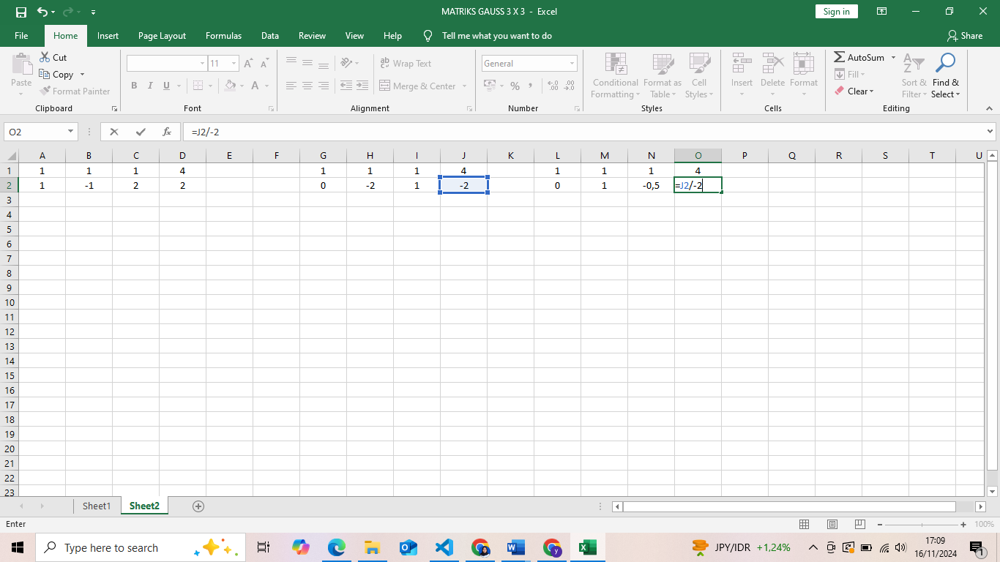 MATRIKS GAUSS 3 X 3 - Excel
Sign in
File Home Insert Page Layout Formulas Data Review View Help Tell me what you want to do Share
Paste
Cut
Copy
Format Painter
Clipboard
11 A A
B I U A
Font
ab Wrap Text
Merge & Center
Alignment
General
% ,
Number
Conditional Formatting
Format as Table
Cell Styles
Styles
Insert Delete Format
Cells
AutoSum
Fill
Clear
Sort & Filter
Find & Select
Editing
O2 fx =J2/-2
A B C D E F G H I J K L M N O P Q R S T U
1 1 1 1 4 1 1 1 4 1 1 1 4
2 1 -1 2 2 0 -2 1 -2 0 1 -0,5 =J2/-2
3
4
5
6
7
8
9
10
11
12
13
14
15
16
17
18
19
20
21
22
23
Sheet1 Sheet2
Enter 100%
Type here to search
JPY/IDR +1,24%
17:09
16/11/2024
1